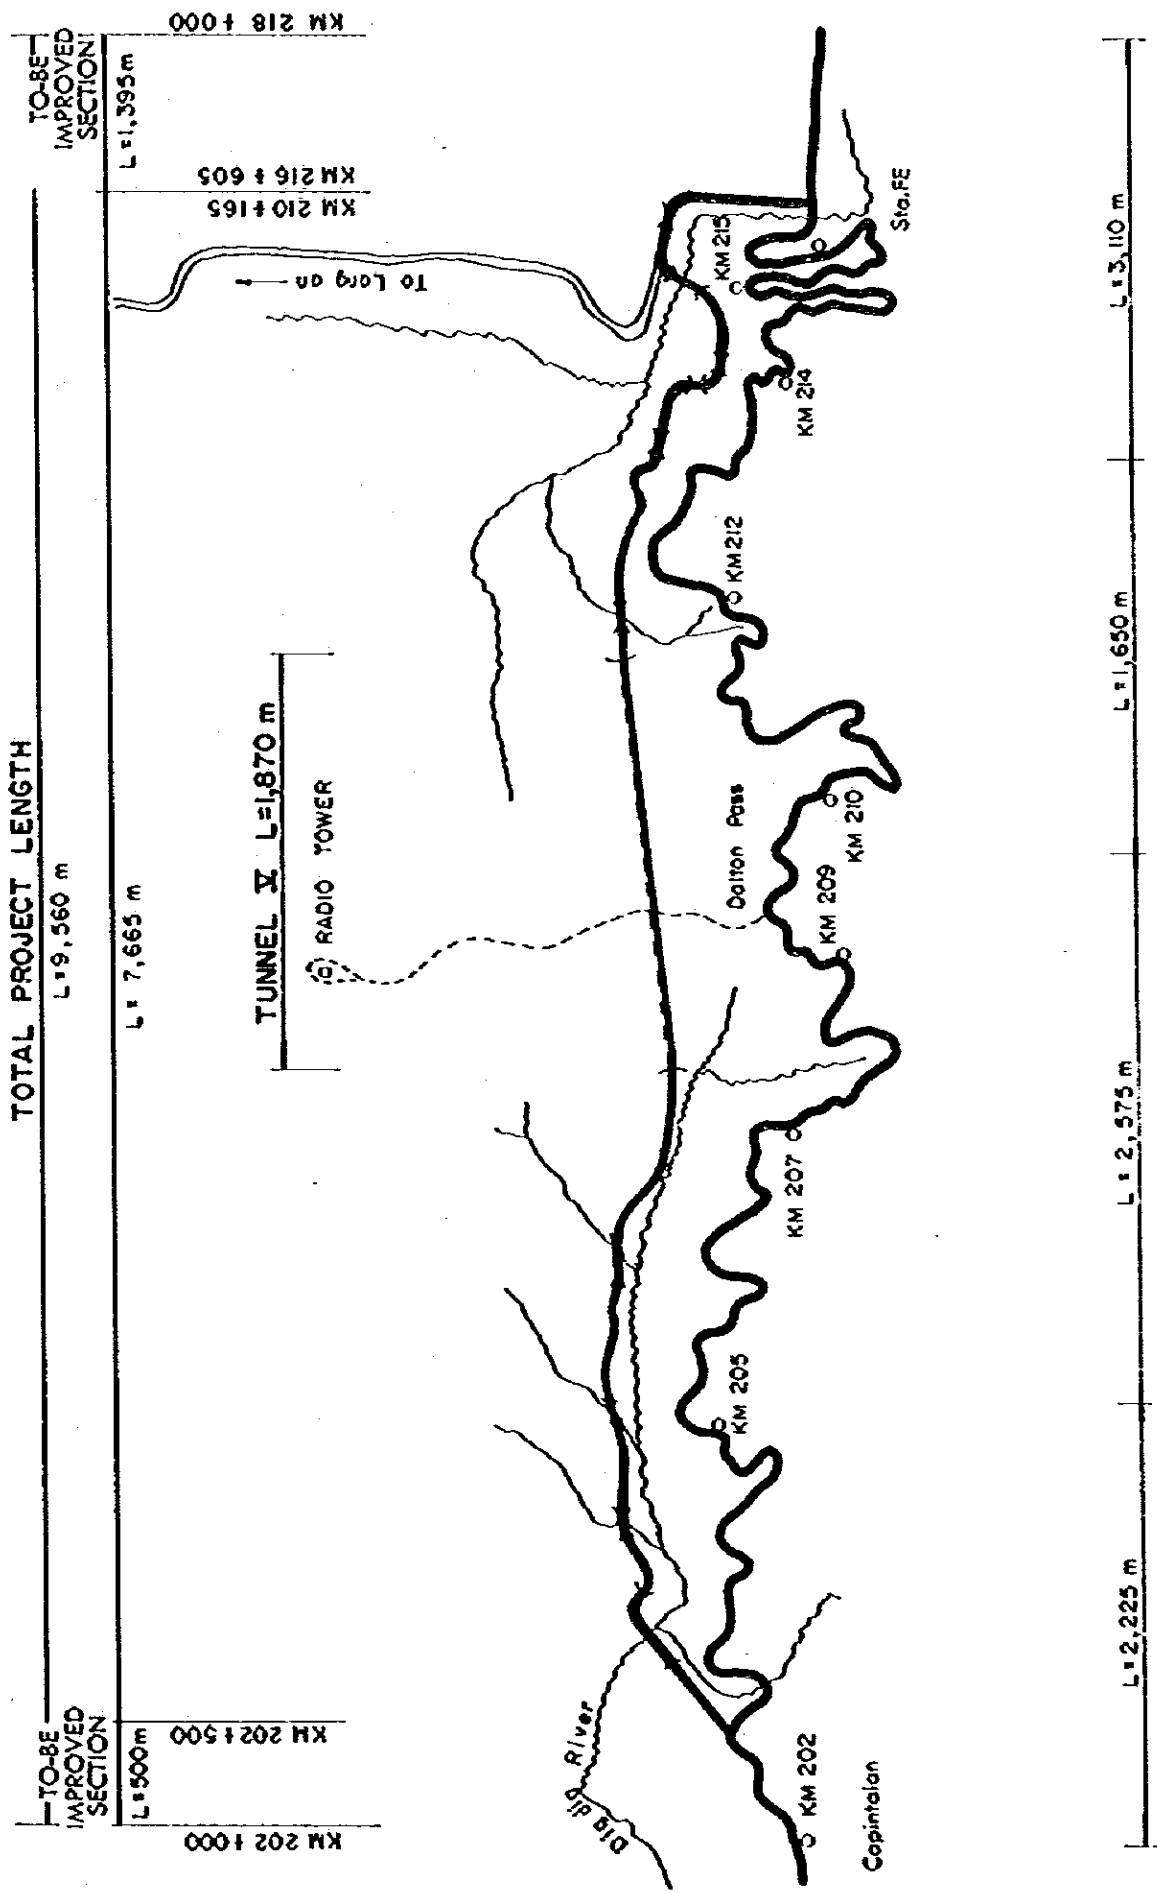 TOTAL PROJECT LENGTH
L=9,560 m
TO-BE
IMPROVED
SECTION
L=500m
L= 7,665 m
TO-BE
IMPROVED
SECTION
L=1,395m
KM 202+000
KM 202+500
KM 210+165
KM 216+605
KM 218+000
TUNNEL V L=1,870 m
RADIO TOWER
To Long an
Dig dig River
Capintalan
KM 202
KM 205
KM 207
KM 209
Dalton Pass
KM 210
KM 212
KM 214
KM 215
Sta.FE
L=2,225 m
L= 2,575 m
L=1,650 m
L=3,110 m